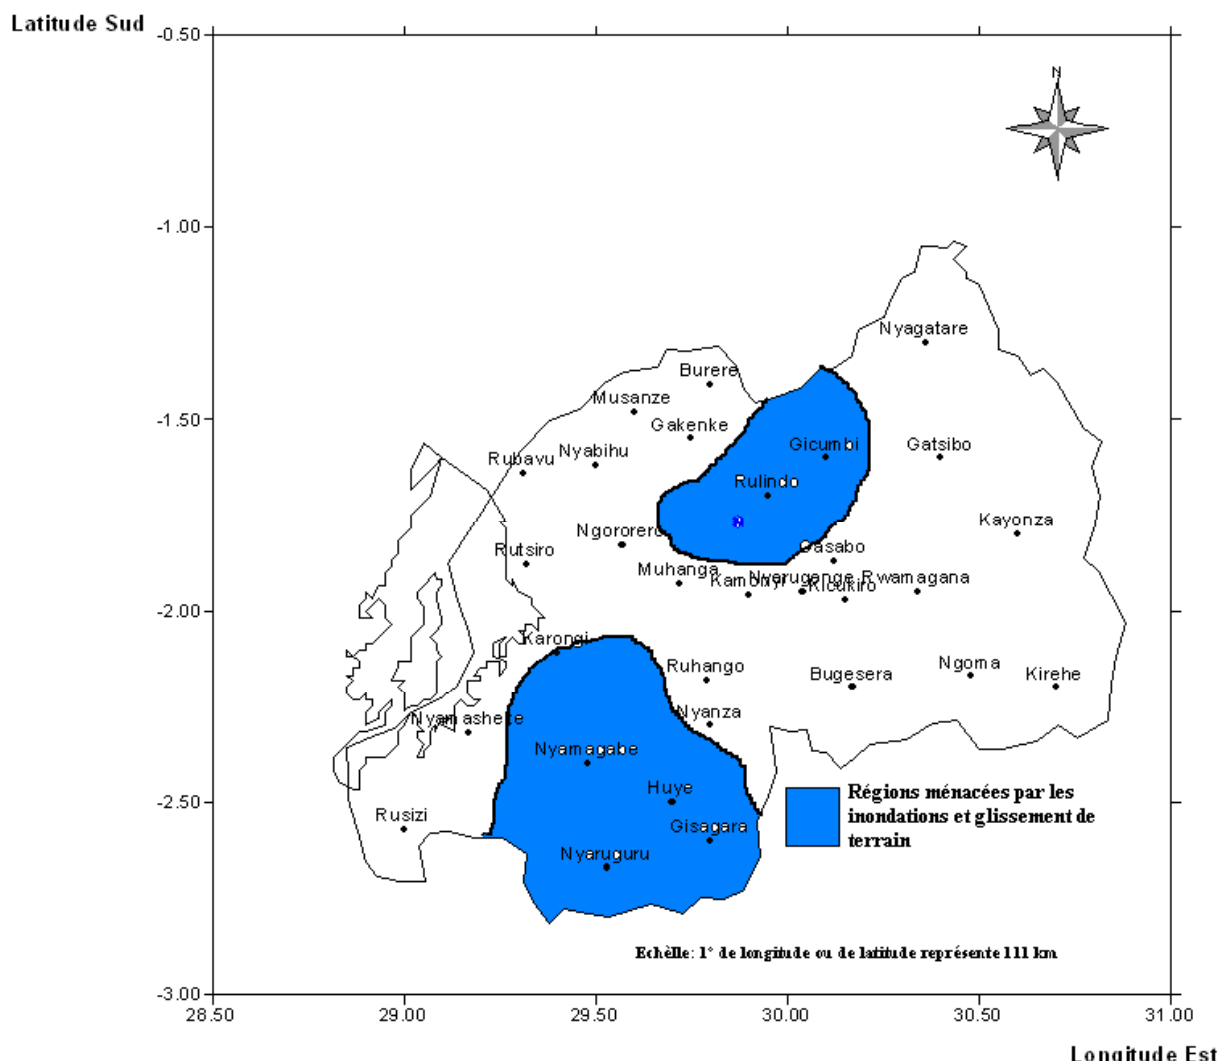 Latitude Sud
-0.50
N
-1.00
Nyagatare
Burere
Musanze
Gakenke
Gicumbi
Gatsibo
-1.50
Nyabihu
Rubavu
Rulindo
Kayonza
Ngororero
Gasabo
Rutsiro
Muhanga
Kamonyi
Nyarugange
Rwamagana
Kicukiro
-2.00
Karongi
Ruhango
Bugesera
Ngoma
Kirehe
Nyamasheke
Nyanza
Nyamagabe
Huye
Régions ménacées par les
inondations et glissement de
terrain
-2.50
Rusizi
Gisagara
Nyaruguru
Echèlle: 1° de longitude ou de latitude représente 111 km
-3.00
28.50 29.00 29.50 30.00 30.50 31.00
Longitude Est